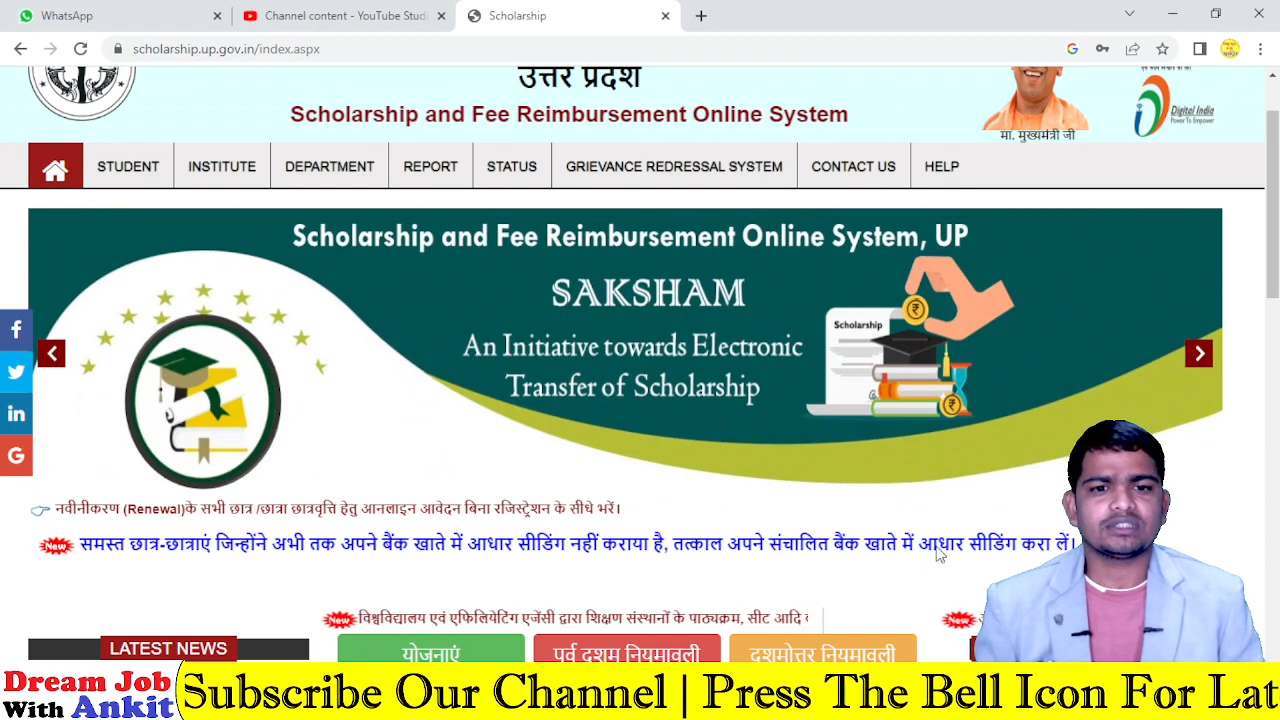 WhatsApp
Channel content - YouTube Studi
Scholarship
scholarship.up.gov.in/index.aspx
उत्तर प्रदेश
Scholarship and Fee Reimbursement Online System
मा. मुख्यमंत्री जी
Digital India
Power To Empower
STUDENT
INSTITUTE
DEPARTMENT
REPORT
STATUS
GRIEVANCE REDRESSAL SYSTEM
CONTACT US
HELP
Scholarship and Fee Reimbursement Online System, UP
SAKSHAM
An Initiative towards Electronic
Transfer of Scholarship
Scholarship
नवीनीकरण (Renewal)के सभी छात्र /छात्रा छात्रवृत्ति हेतु आनलाइन आवेदन बिना रजिस्ट्रेशन के सीधे भरें।
New समस्त छात्र-छात्राएं जिन्होंने अभी तक अपने बैंक खाते में आधार सीडिंग नहीं कराया है, तत्काल अपने संचालित बैंक खाते में आधार सीडिंग करा लें।
New विश्वविद्यालय एवं एफिलियेटिंग एजेंसी द्वारा शिक्षण संस्थानों के पाठ्यक्रम, सीट आदि
New
LATEST NEWS
योजनाएं
पूर्व दशम नियमावली
दशमोत्तर नियमावली
Dream Job
With Ankit
Subscribe Our Channel | Press The Bell Icon For Lat